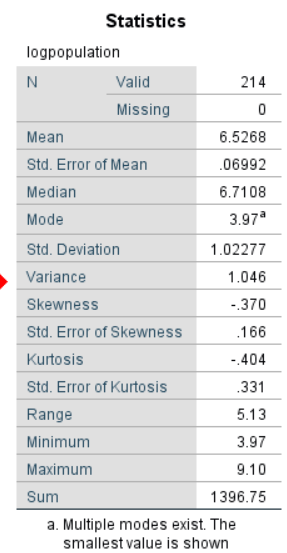 Statistics
logpopulation
N Valid 214
Missing 0
Mean 6.5268
Std. Error of Mean .06992
Median 6.7108
Mode 3.97a
Std. Deviation 1.02277
Variance 1.046
Skewness -.370
Std. Error of Skewness .166
Kurtosis -.404
Std. Error of Kurtosis .331
Range 5.13
Minimum 3.97
Maximum 9.10
Sum 1396.75
a. Multiple modes exist. The
smallest value is shown